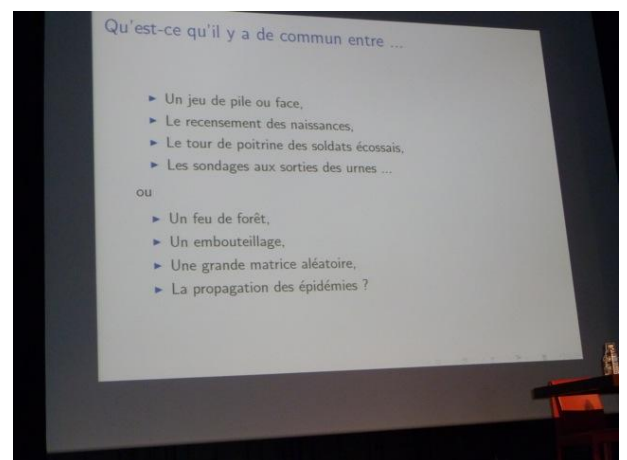 Qu'est-ce qu'il y a de commun entre ...
► Un jeu de pile ou face,
► Le recensement des naissances,
► Le tour de poitrine des soldats écossais,
► Les sondages aux sorties des urnes ...
ou
► Un feu de forêt,
► Un embouteillage,
► Une grande matrice aléatoire,
► La propagation des épidémies ?